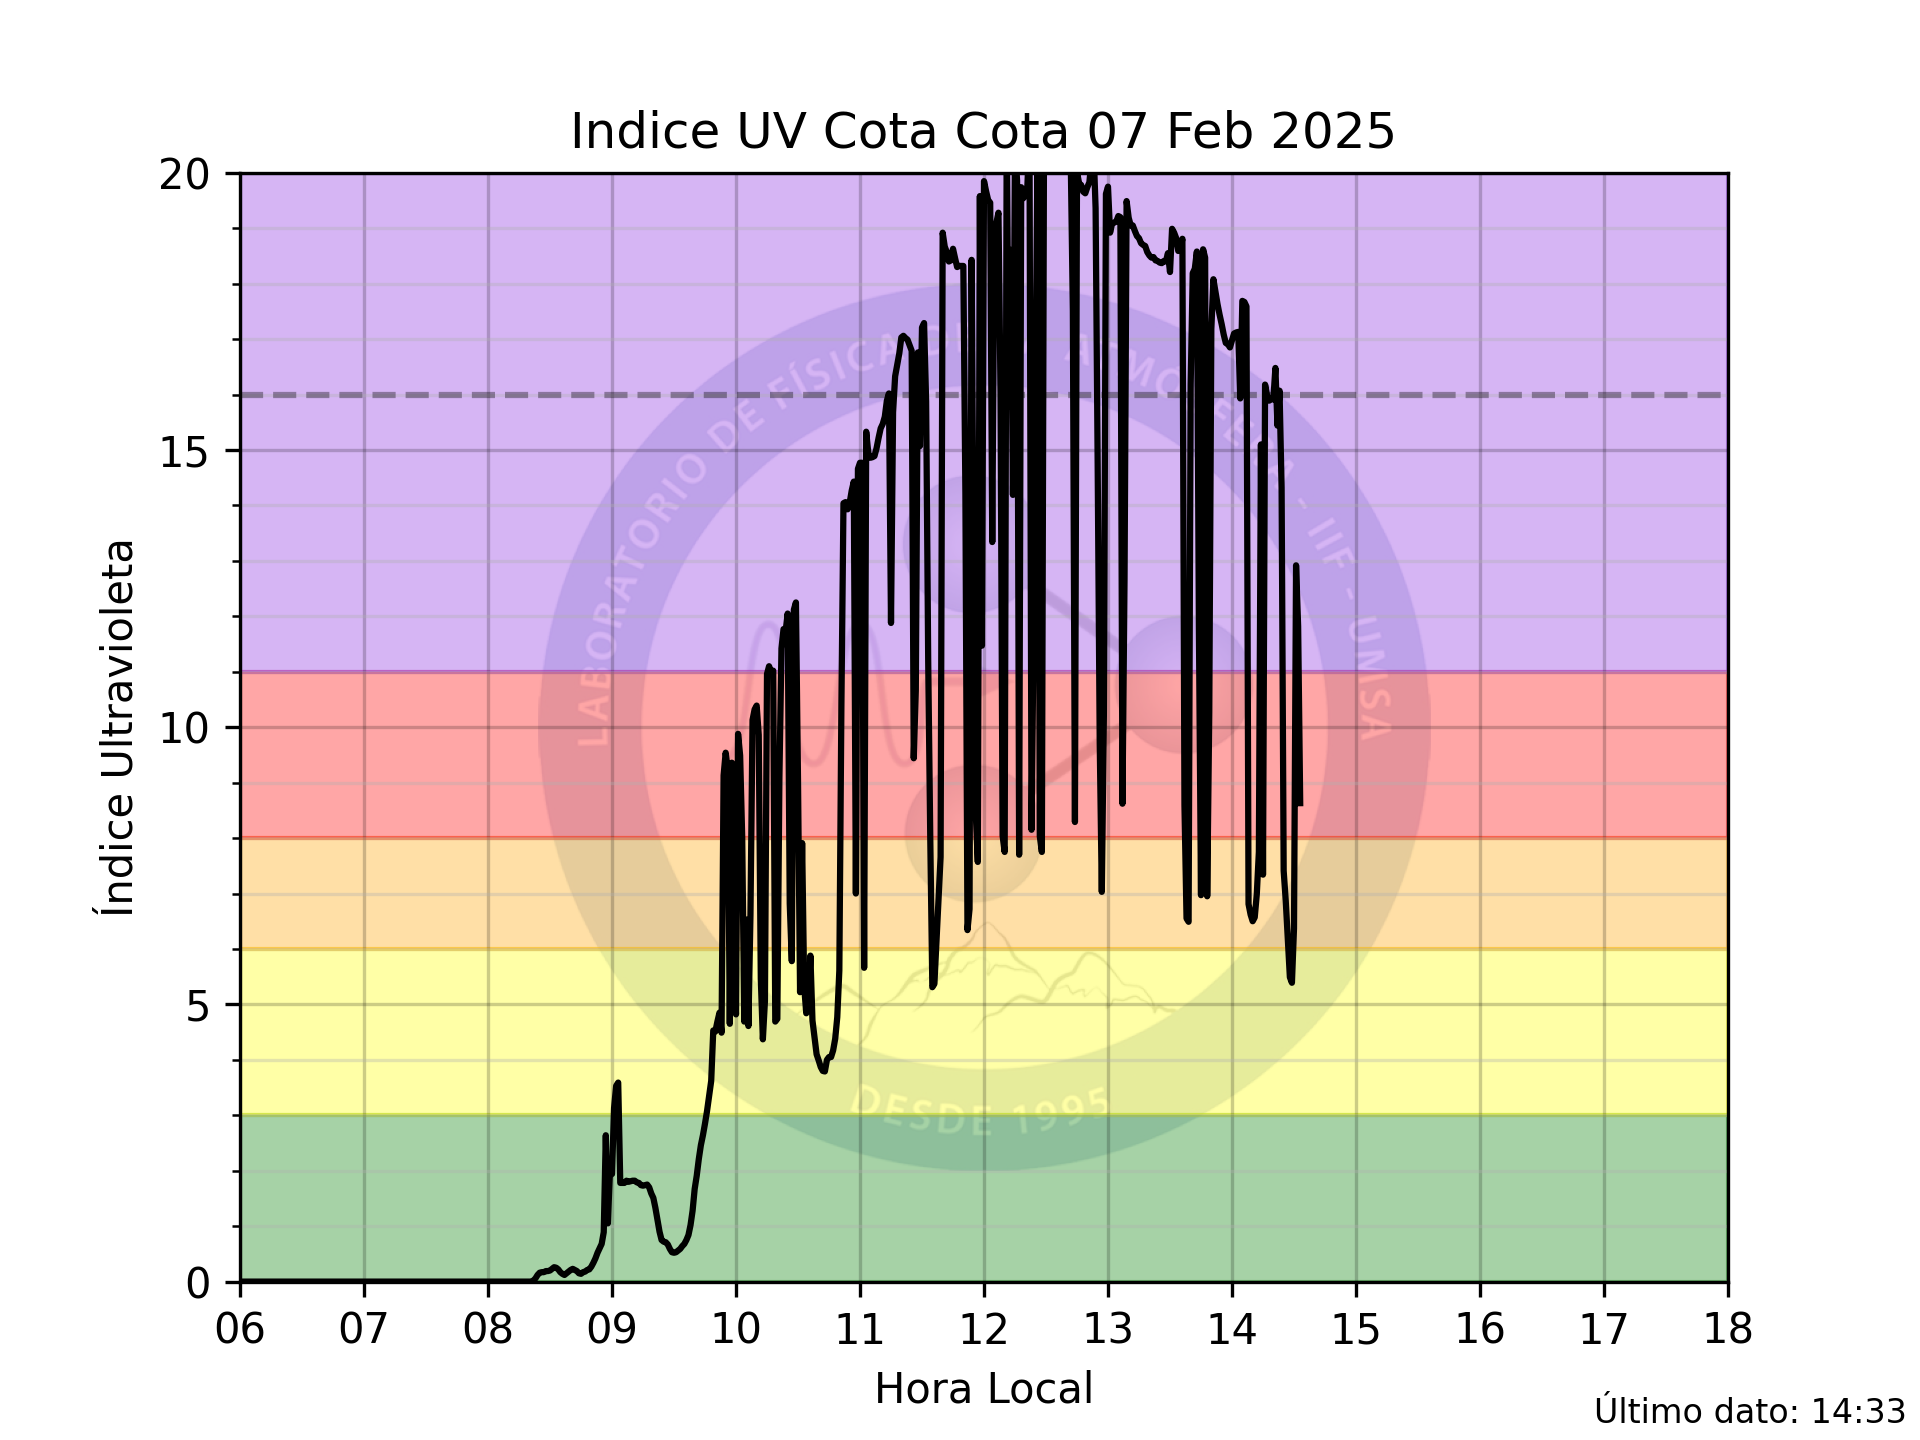 Indice UV Cota Cota 07 Feb 2025
20
15
10
5
0
Índice Ultravioleta
LABORATORIO DE FÍSICA DE
- IIF - UMSA
DESDE 1995
06 07 08 09 10 11 12 13 14 15 16 17 18
Hora Local
Último dato: 14:33